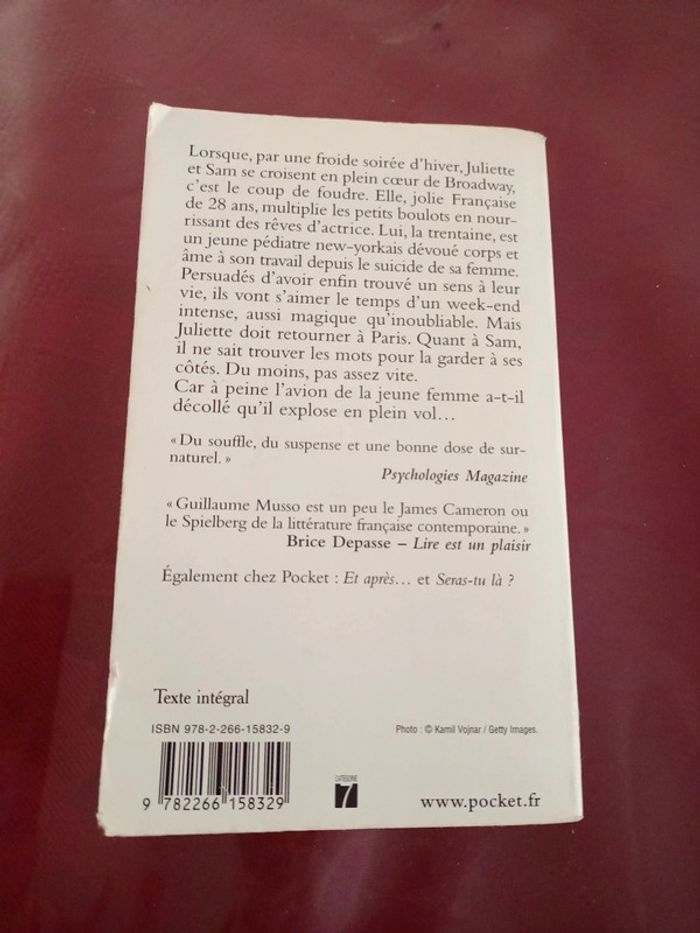 Lorsque, par une froide soirée d'hiver, Juliette
et Sam se croisent en plein cœur de Broadway,
c'est le coup de foudre. Elle, jolie Française
de 28 ans, multiplie les petits boulots en nour-
rissant des rêves d'actrice. Lui, la trentaine, est
un jeune pédiatre new-yorkais dévoué corps et
âme à son travail depuis le suicide de sa femme.
Persuadés d'avoir enfin trouvé un sens à leur
vie, ils vont s'aimer le temps d'un week-end
intense, aussi magique qu'inoubliable. Mais
Juliette doit retourner à Paris. Quant à Sam,
il ne sait trouver les mots pour la garder à ses
côtés. Du moins, pas assez vite.
Car à peine l'avion de la jeune femme a-t-il
décollé qu'il explose en plein vol…
« Du souffle, du suspense et une bonne dose de sur-
naturel. »
Psychologies Magazine
« Guillaume Musso est un peu le James Cameron ou
le Spielberg de la littérature française contemporaine. »
Brice Depasse – Lire est un plaisir
Également chez Pocket : Et après… et Seras-tu là ?
Texte intégral
ISBN 978-2-266-15832-9
Photo : © Kamil Vojnar / Getty Images.
9 782266 158329
CATÉGORIE
7
www.pocket.fr